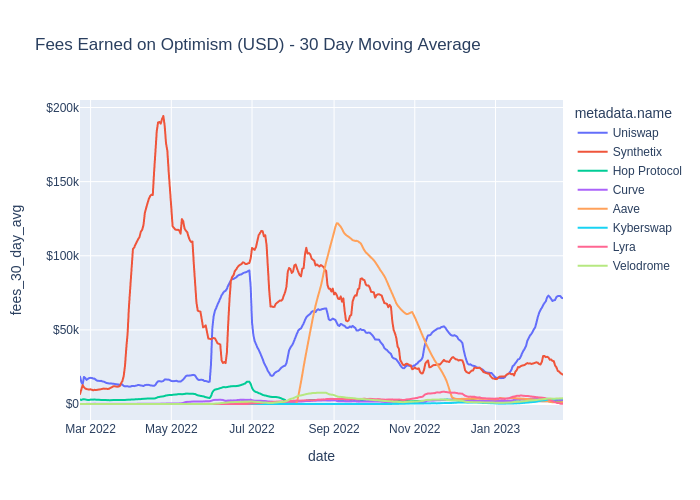 Fees Earned on Optimism (USD) - 30 Day Moving Average
metadata.name
Uniswap
Synthetix
Hop Protocol
Curve
Aave
Kyberswap
Lyra
Velodrome
fees_30_day_avg
$200k
$150k
$100k
$50k
$0
Mar 2022
May 2022
Jul 2022
Sep 2022
Nov 2022
Jan 2023
date